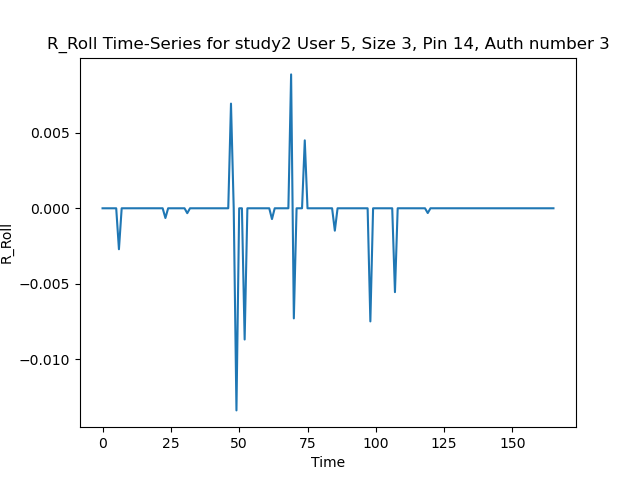 R_Roll Time-Series for study2 User 5, Size 3, Pin 14, Auth number 3
0.005
0.000
−0.005
−0.010
R_Roll
0 25 50 75 100 125 150
Time